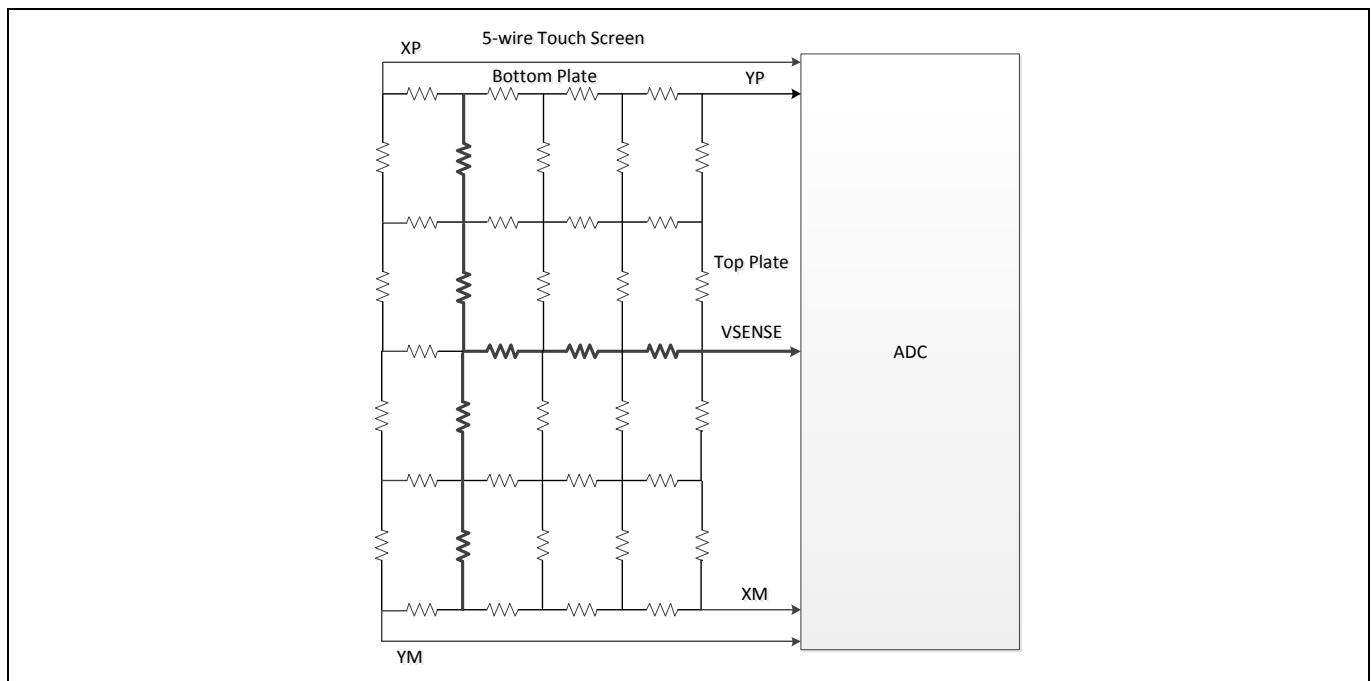 5-wire Touch Screen
XP
Bottom Plate
YP
Top Plate
VSENSE
ADC
XM
YM